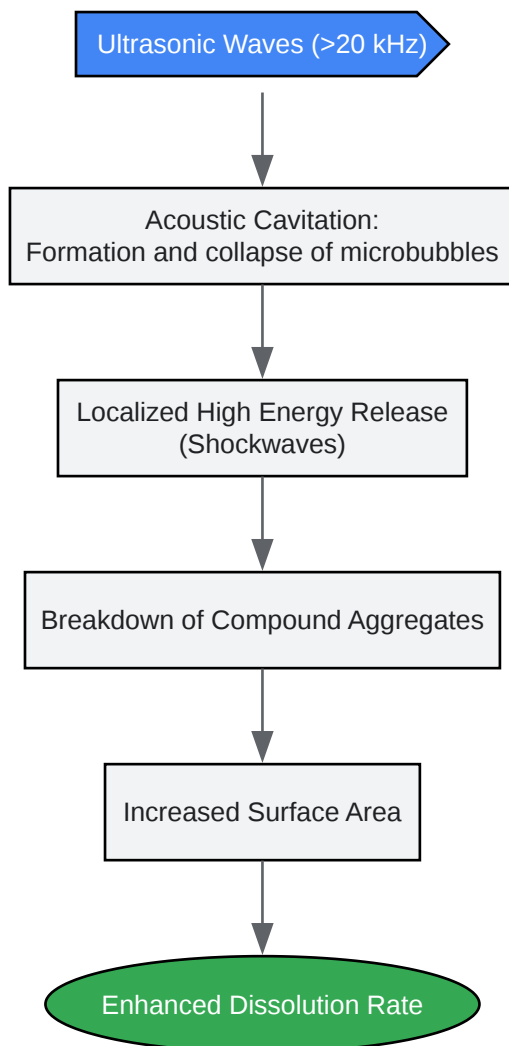 Ultrasonic Waves (>20 kHz)
Acoustic Cavitation:
Formation and collapse of microbubbles
Localized High Energy Release
(Shockwaves)
Breakdown of Compound Aggregates
Increased Surface Area
Enhanced Dissolution Rate